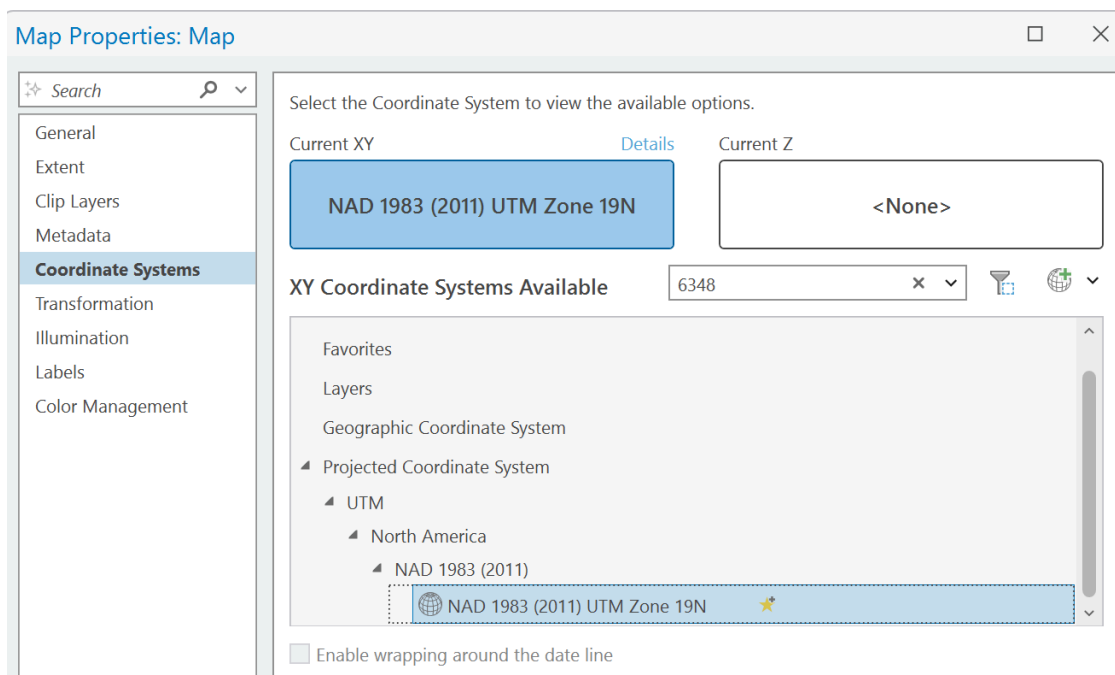 Map Properties: Map
Search
General
Extent
Clip Layers
Metadata
Coordinate Systems
Transformation
Illumination
Labels
Color Management
Select the Coordinate System to view the available options.
Current XY Details Current Z
NAD 1983 (2011) UTM Zone 19N <None>
XY Coordinate Systems Available 6348
Favorites
Layers
Geographic Coordinate System
Projected Coordinate System
UTM
North America
NAD 1983 (2011)
NAD 1983 (2011) UTM Zone 19N
Enable wrapping around the date line